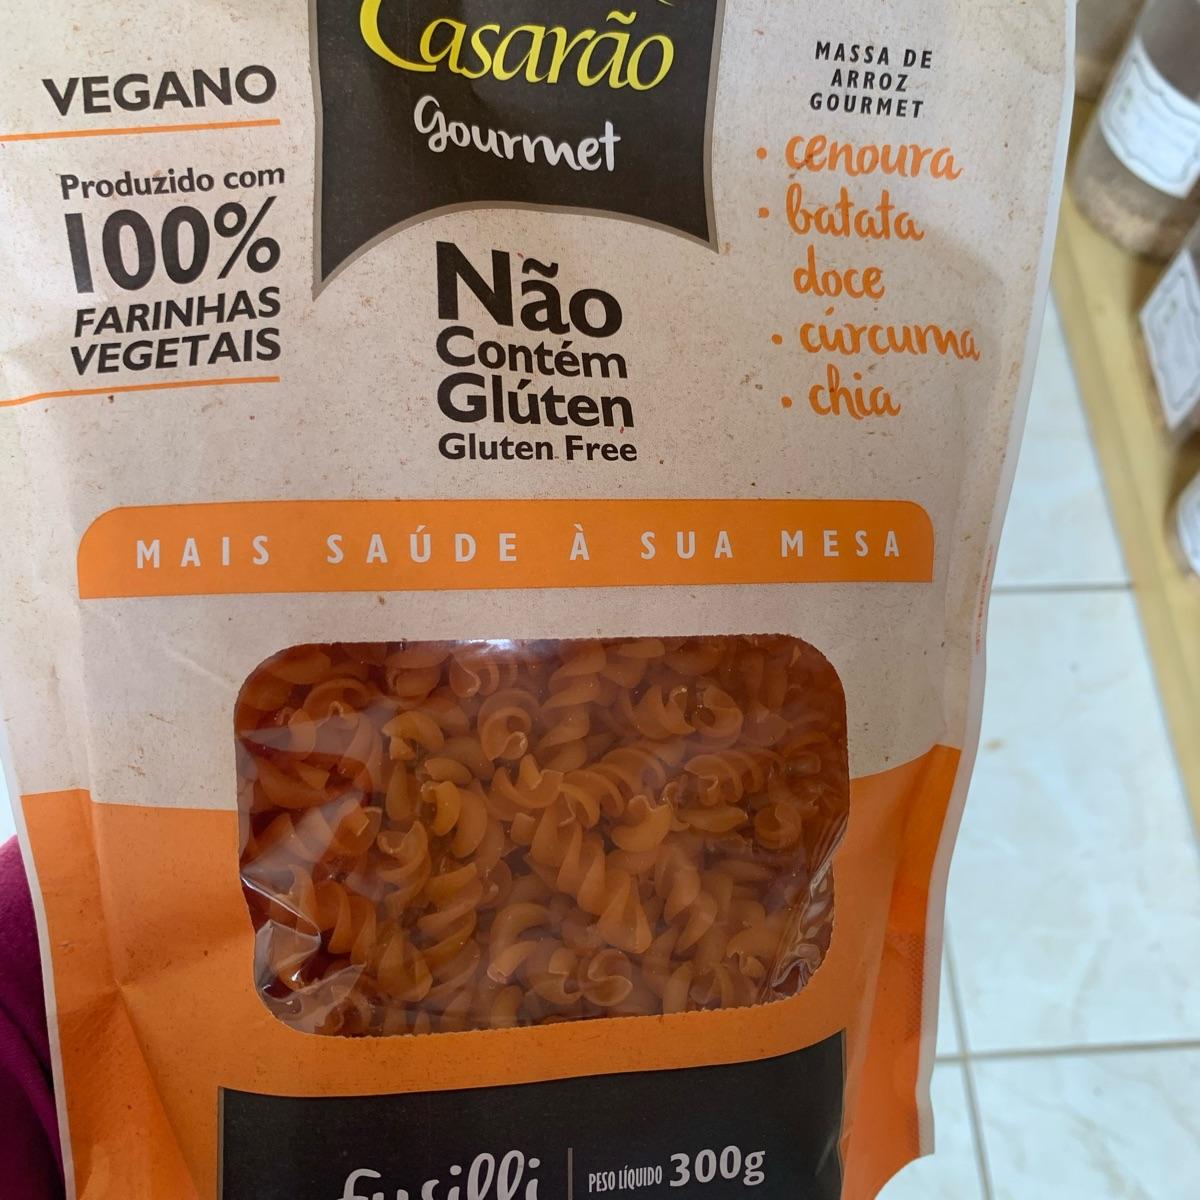 Casarão
Gourmet
VEGANO
Produzido com
100%
FARINHAS
VEGETAIS
Não
Contém
Glúten
Gluten Free
MASSA DE
ARROZ
GOURMET
• cenoura
• batata
doce
• cúrcuma
• chia
MAIS SAÚDE À SUA MESA
fusilli
PESO LÍQUIDO 300g